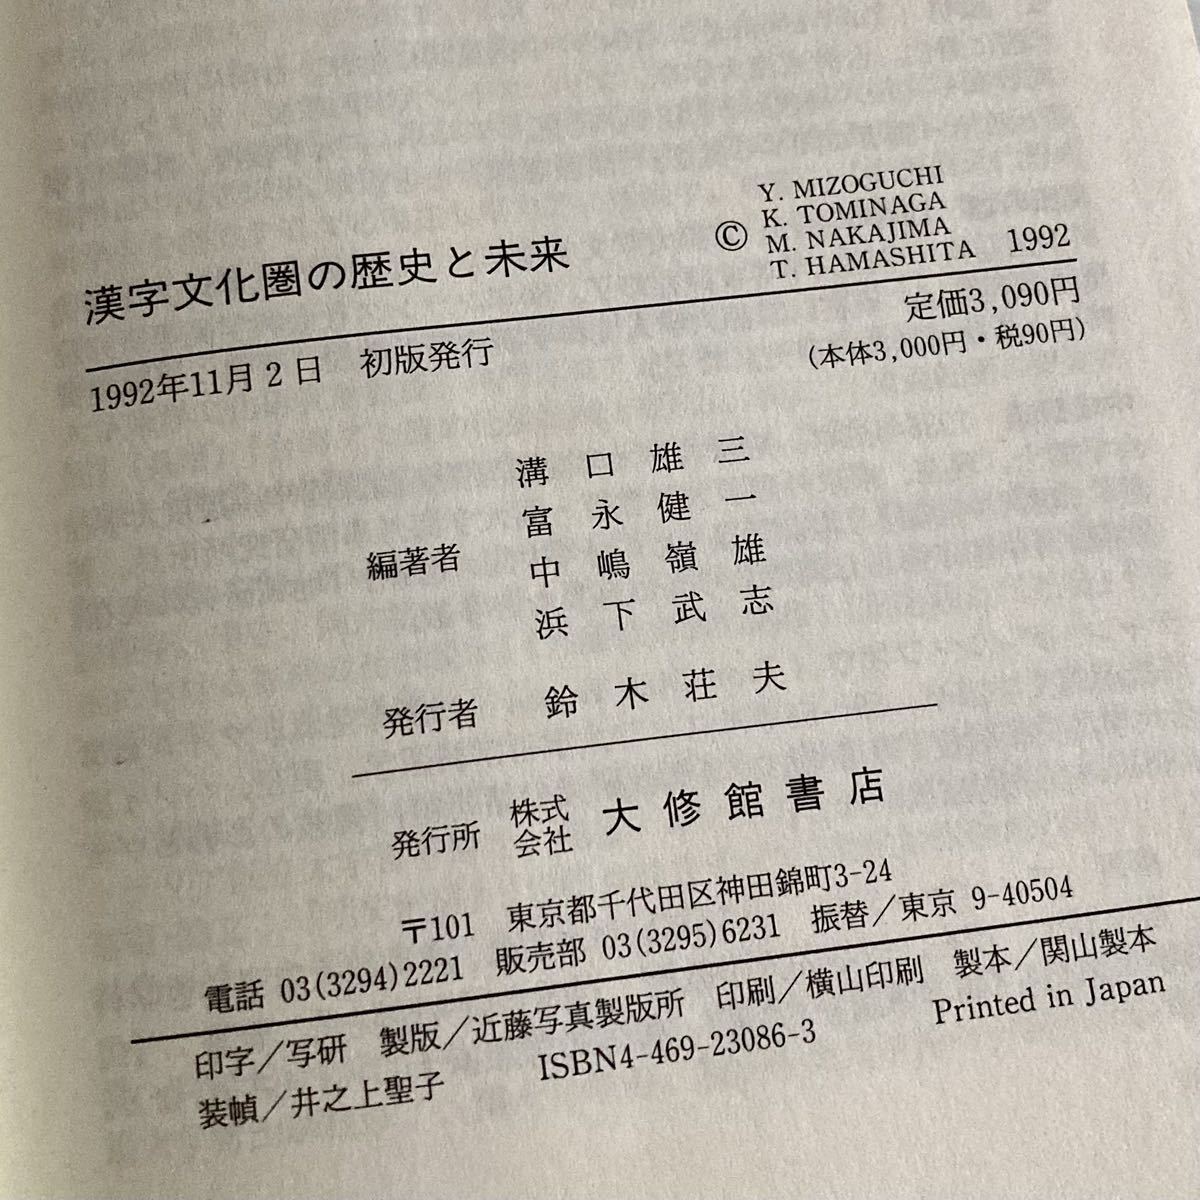 漢字文化圏の歴史と未来
© Y. MIZOGUCHI
K. TOMINAGA
M. NAKAJIMA
T. HAMASHITA 1992
1992年11月2日 初版発行
定価3,090円
(本体3,000円・税90円)
編著者
溝口雄三
富永健一
中嶋嶺雄
浜下武志
発行者 鈴木荘夫
発行所 株式会社 大修館書店
〒101 東京都千代田区神田錦町3-24
電話 03(3294)2221 販売部 03(3295)6231 振替／東京 9-40504
印字／写研 製版／近藤写真製版所 印刷／横山印刷 製本／関山製本
装幀／井之上聖子 ISBN4-469-23086-3 Printed in Japan